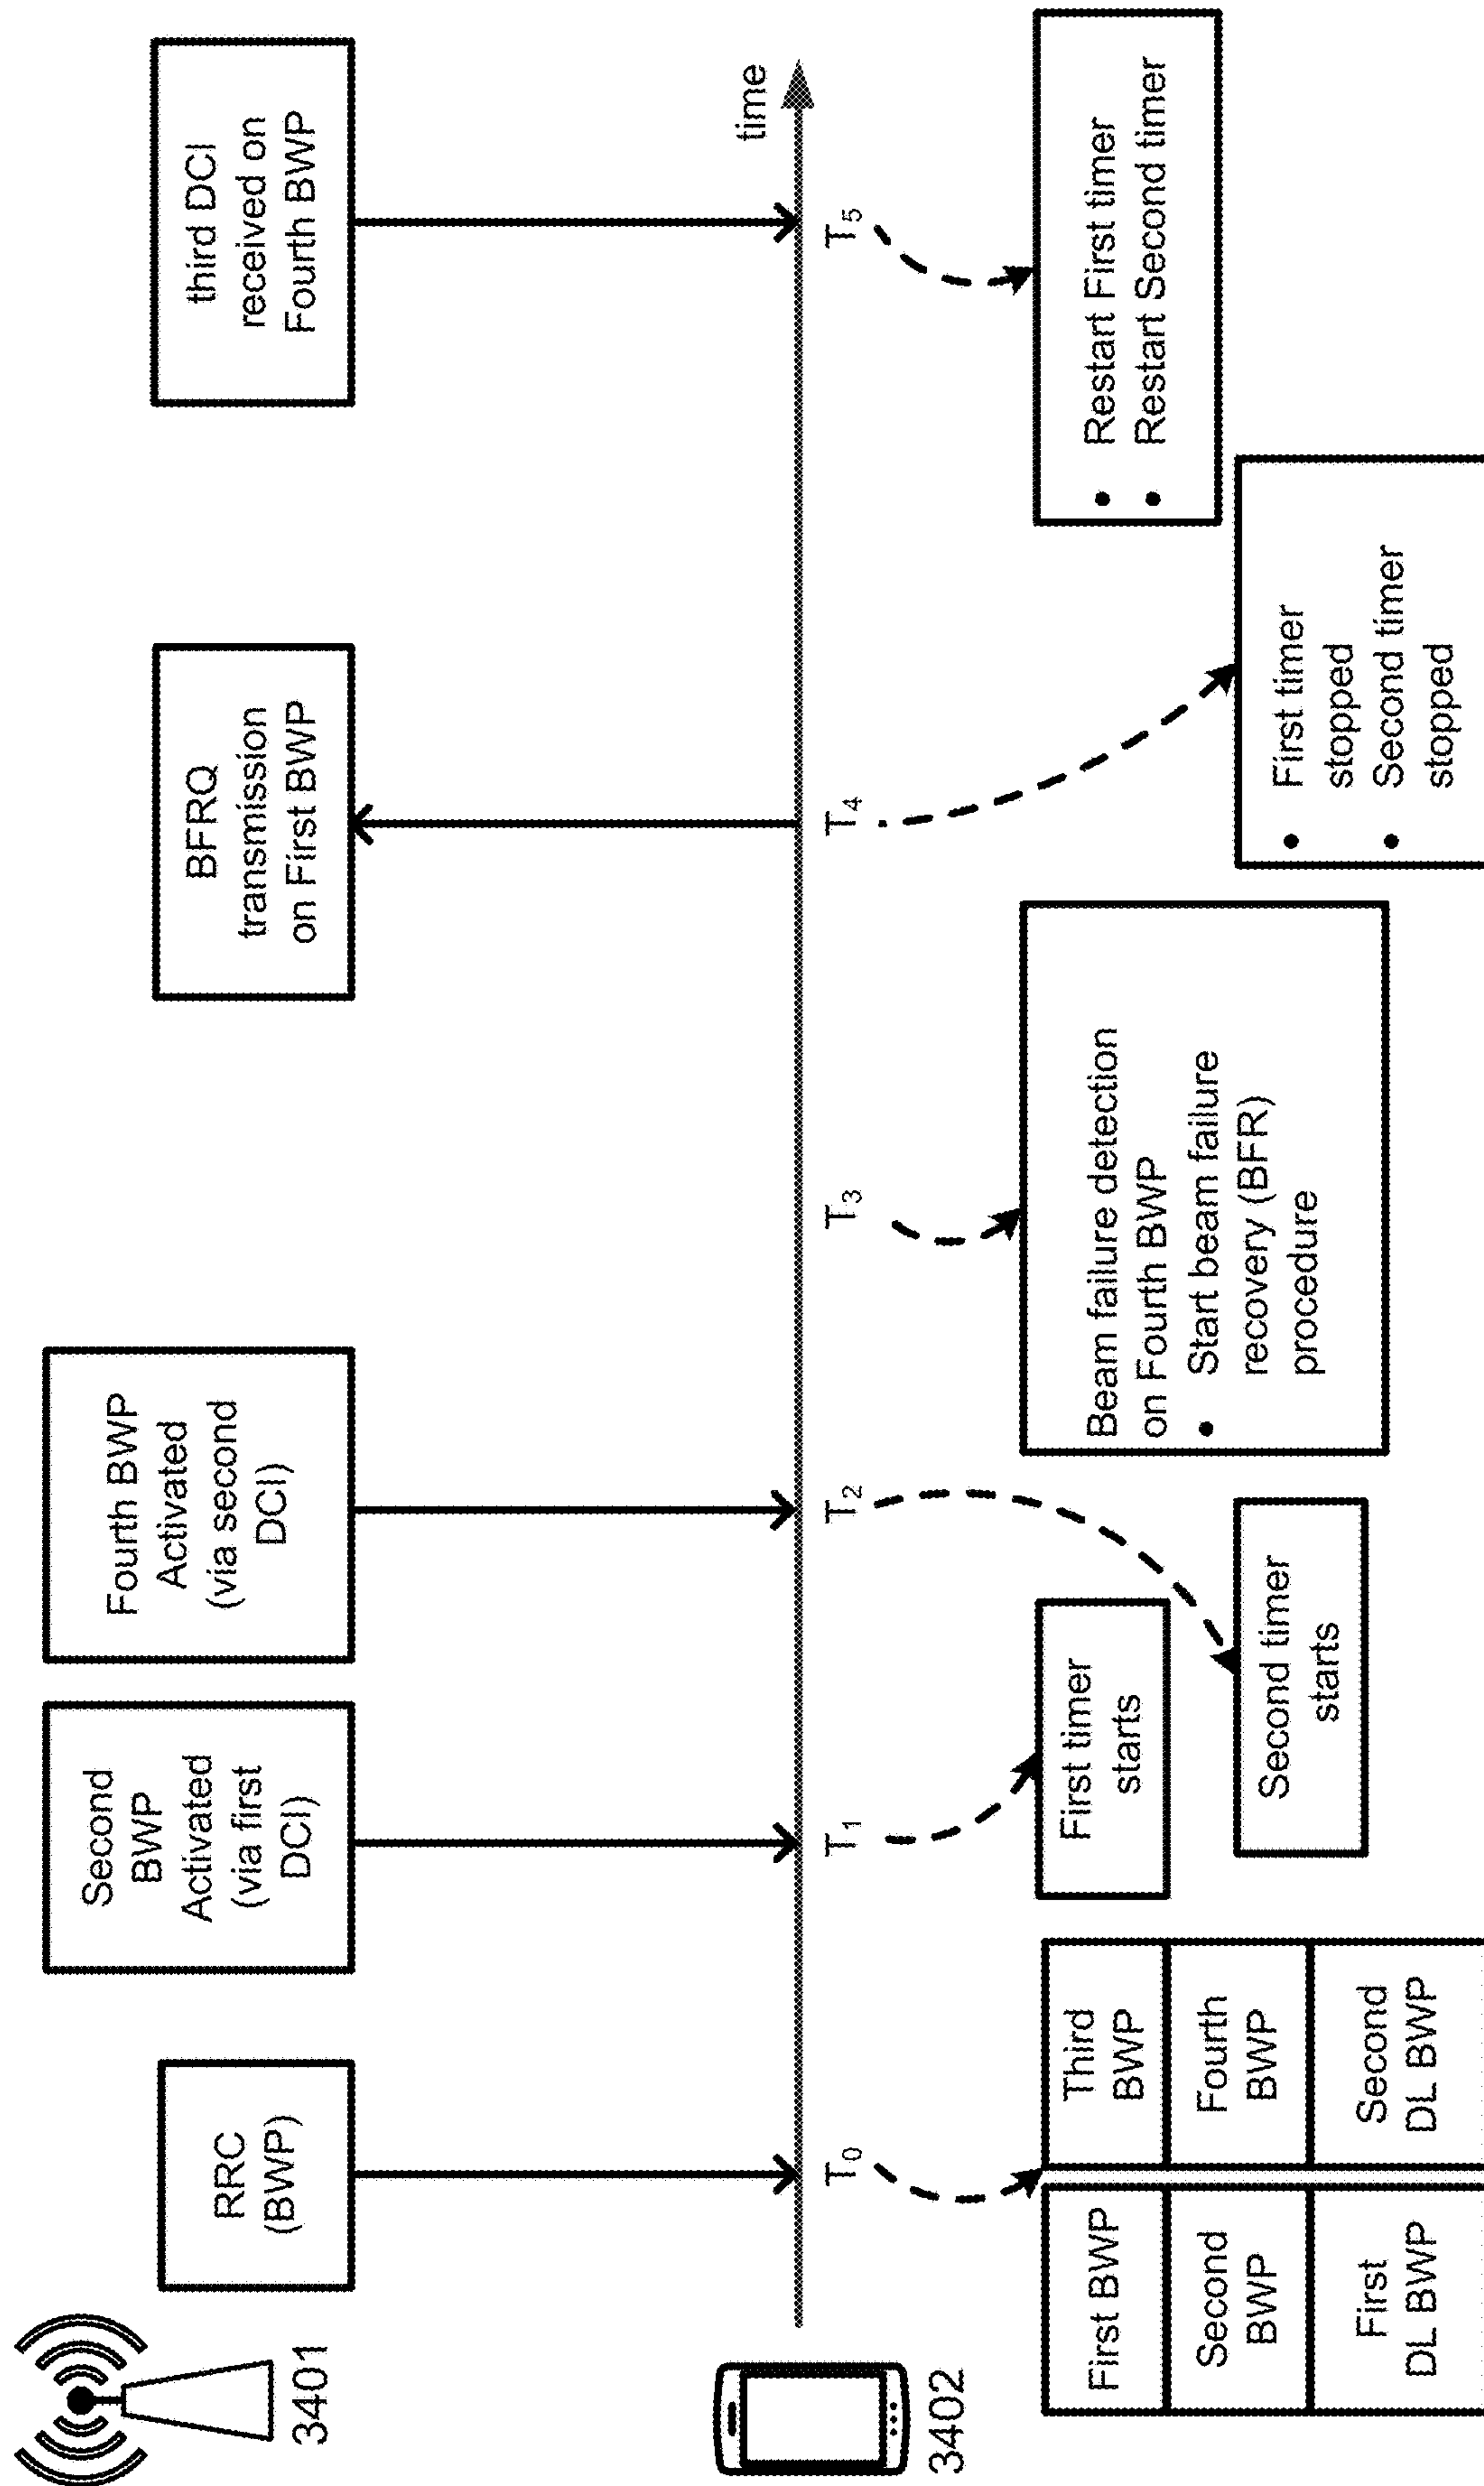 3401
RRC
(BWP)
Second
BWP
Activated
(via first
DCI)
Fourth BWP
Activated
(via second
DCI)
BFRQ
transmission
on First BWP
third DCI
received on
Fourth BWP
3402
time
T0
T1
T2
T3
T4
T5
First BWP
Third
BWP
Second
BWP
Fourth
BWP
First
DL BWP
Second
DL BWP
First timer
starts
Second timer
starts
Beam failure detection
on Fourth BWP
• Start beam failure
recovery (BFR)
procedure
• First timer
stopped
• Second timer
stopped
• Restart First timer
• Restart Second timer